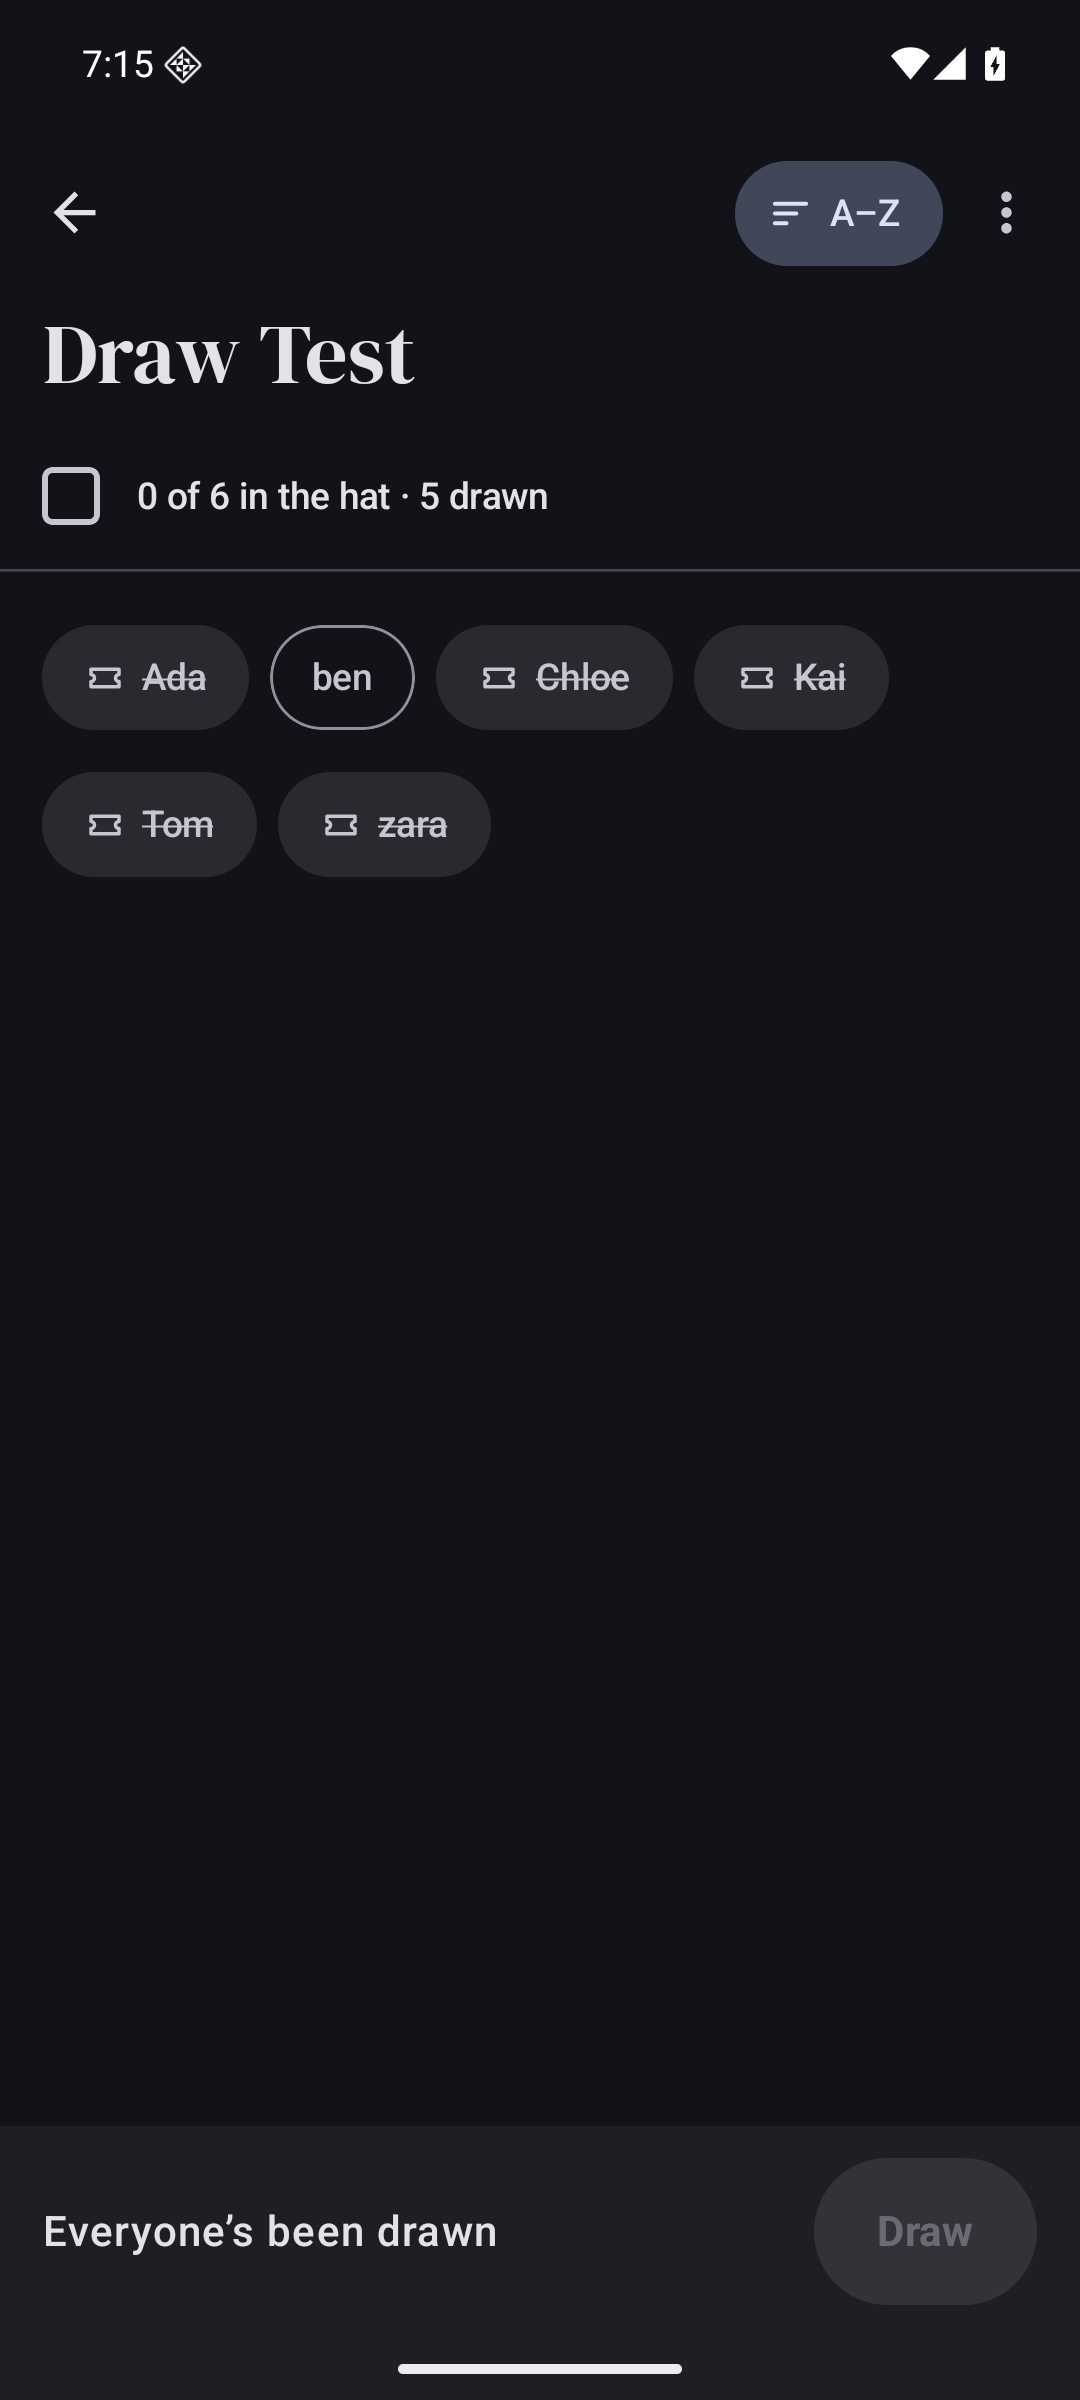 7:15
A–Z
Draw Test
0 of 6 in the hat · 5 drawn
Ada ben Chloe Kai
Tom zara
Everyone’s been drawn
Draw